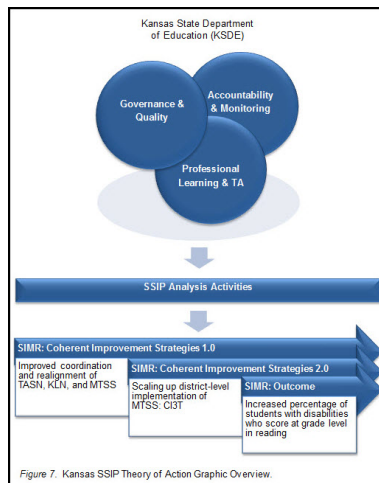 Kansas State Department
of Education (KSDE)
Governance &
Quality
Accountability
& Monitoring
Professional
Learning & TA
SSIP Analysis Activities
SIMR: Coherent Improvement Strategies 1.0
Improved coordination
and realignment of
TASN, KLN, and MTSS
SIMR: Coherent Improvement Strategies 2.0
Scaling up district-level
implementation of
MTSS: CI3T
SIMR: Outcome
Increased percentage of
students with disabilities
who score at grade level
in reading
Figure 7. Kansas SSIP Theory of Action Graphic Overview.